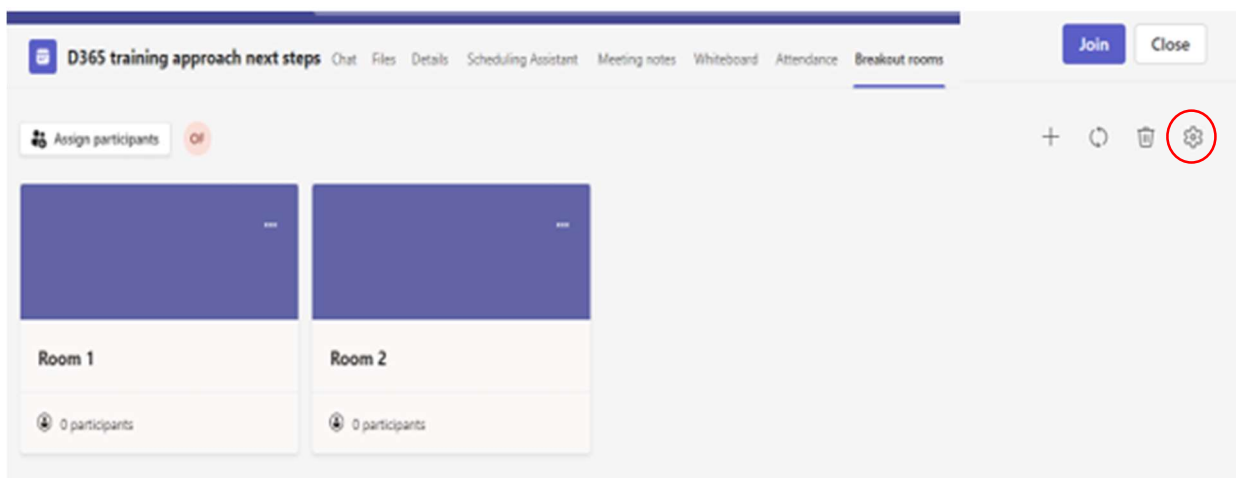 D365 training approach next steps Chat Files Details Scheduling Assistant Meeting notes Whiteboard Attendance Breakout rooms Join Close
Assign participants
Room 1 Room 2
0 participants 0 participants